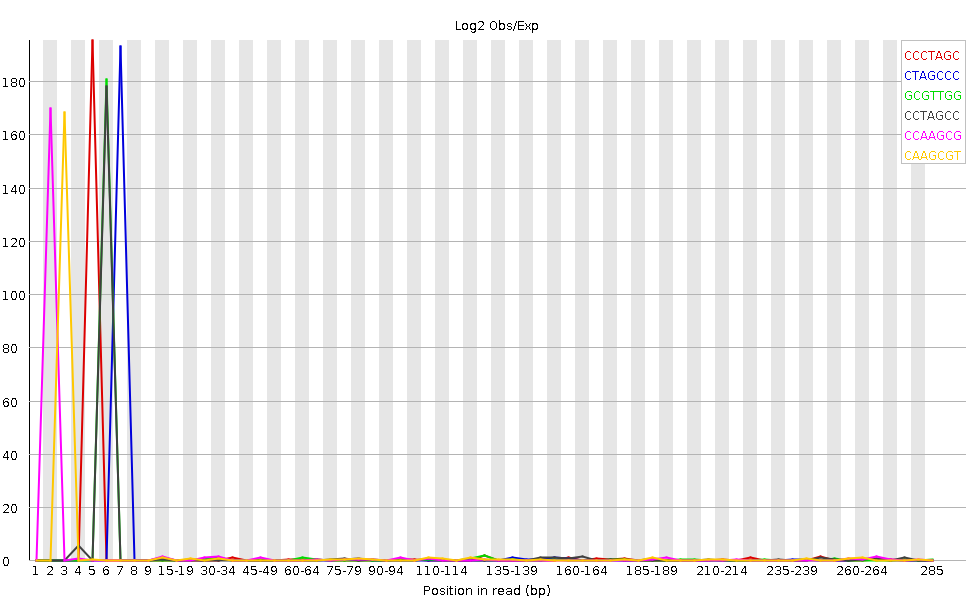 Log2 Obs/Exp
CCCTAGC
CTAGCCC
GCGTTGG
CCTAGCC
CCAAGCG
CAAGCGT
180
160
140
120
100
80
60
40
20
0
1 2 3 4 5 6 7 8 9 15-19 30-34 45-49 60-64 75-79 90-94 110-114 135-139 160-164 185-189 210-214 235-239 260-264 285
Position in read (bp)